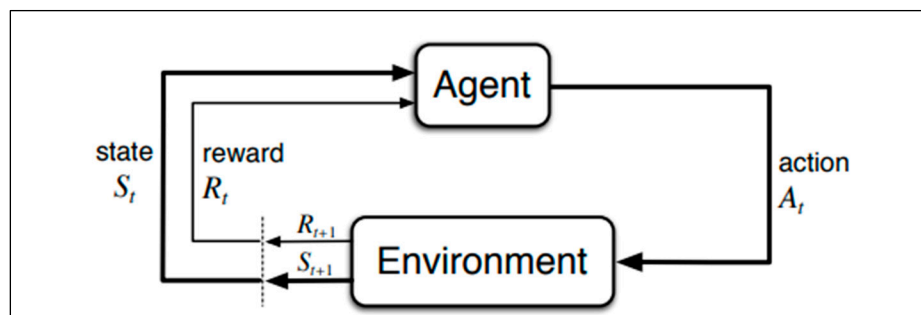 Agent
state
S_t
reward
R_t
action
A_t
R_{t+1}
S_{t+1}
Environment